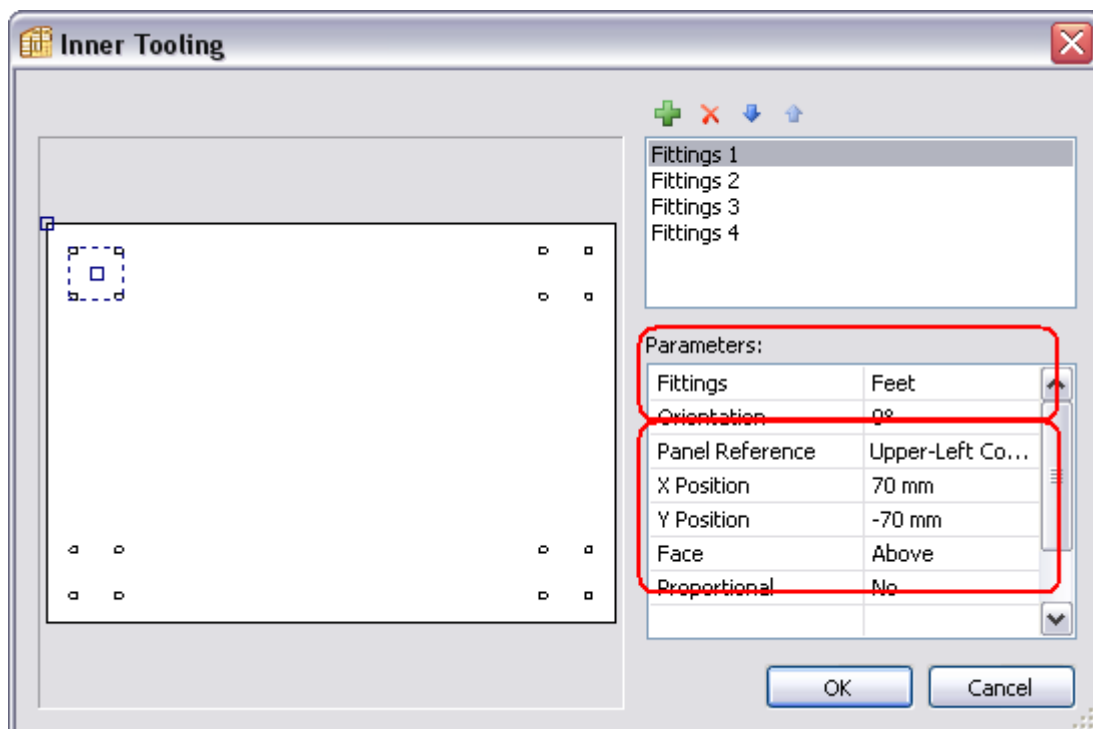 Inner Tooling
Fittings 1
Fittings 2
Fittings 3
Fittings 4
Parameters:
Fittings Feet
Orientation 0°
Panel Reference Upper-Left Co...
X Position 70 mm
Y Position -70 mm
Face Above
Proportional No
OK Cancel